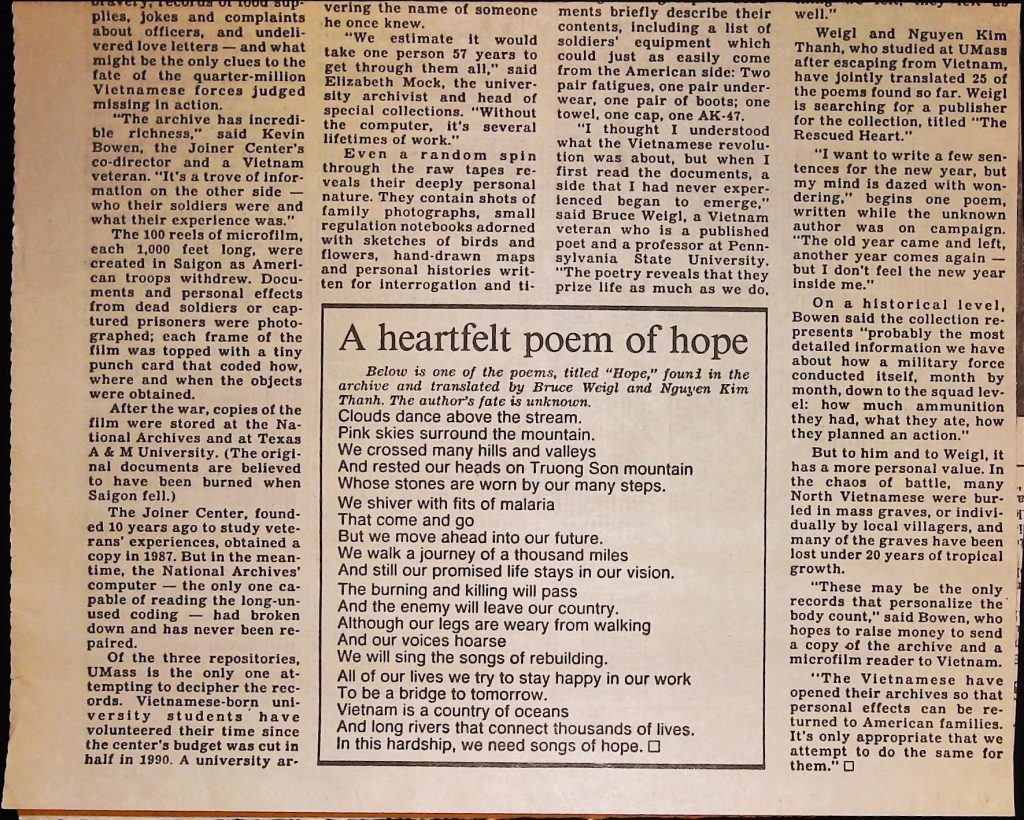 bravery, records of food sup-
plies, jokes and complaints
about officers, and undeli-
vered love letters — and what
might be the only clues to the
fate of the quarter-million
Vietnamese forces judged
missing in action.
"The archive has incredi-
ble richness," said Kevin
Bowen, the Joiner Center's
co-director and a Vietnam
veteran. "It's a trove of infor-
mation on the other side —
who their soldiers were and
what their experience was."
The 100 reels of microfilm,
each 1,000 feet long, were
created in Saigon as Ameri-
can troops withdrew. Docu-
ments and personal effects
from dead soldiers or cap-
tured prisoners were photo-
graphed; each frame of the
film was topped with a tiny
punch card that coded how,
where and when the objects
were obtained.
After the war, copies of the
film were stored at the Na-
tional Archives and at Texas
A & M University. (The origi-
nal documents are believed
to have been burned when
Saigon fell.)
The Joiner Center, found-
ed 10 years ago to study vete-
rans' experiences, obtained a
copy in 1987. But in the mean-
time, the National Archives'
computer — the only one ca-
pable of reading the long-un-
used coding — had broken
down and has never been re-
paired.
Of the three repositories,
UMass is the only one at-
tempting to decipher the rec-
ords. Vietnamese-born uni-
versity students have
volunteered their time since
the center's budget was cut in
half in 1990. A university ar-
vering the name of someone
he once knew.
"We estimate it would
take one person 57 years to
get through them all," said
Elizabeth Mock, the univer-
sity archivist and head of
special collections. "Without
the computer, it's several
lifetimes of work."
Even a random spin
through the raw tapes re-
veals their deeply personal
nature. They contain shots of
family photographs, small
regulation notebooks adorned
with sketches of birds and
flowers, hand-drawn maps
and personal histories writ-
ten for interrogation and ti-
ments briefly describe their
contents, including a list of
soldiers' equipment which
could just as easily come
from the American side: Two
pair fatigues, one pair under-
wear, one pair of boots; one
towel, one cap, one AK-47.
"I thought I understood
what the Vietnamese revolu-
tion was about, but when I
first read the documents, a
side that I had never exper-
ienced began to emerge,"
said Bruce Weigl, a Vietnam
veteran who is a published
poet and a professor at Penn-
sylvania State University.
"The poetry reveals that they
prize life as much as we do,
well."
Weigl and Nguyen Kim
Thanh, who studied at UMass
after escaping from Vietnam,
have jointly translated 25 of
the poems found so far. Weigl
is searching for a publisher
for the collection, titled "The
Rescued Heart."
"I want to write a few sen-
tences for the new year, but
my mind is dazed with won-
dering," begins one poem,
written while the unknown
author was on campaign.
"The old year came and left,
another year comes again —
but I don't feel the new year
inside me."
On a historical level,
Bowen said the collection re-
presents "probably the most
detailed information we have
about how a military force
conducted itself, month by
month, down to the squad lev-
el: how much ammunition
they had, what they ate, how
they planned an action."
But to him and to Weigl, it
has a more personal value. In
the chaos of battle, many
North Vietnamese were bur-
ied in mass graves, or indivi-
dually by local villagers, and
many of the graves have been
lost under 20 years of tropical
growth.
"These may be the only
records that personalize the
body count," said Bowen, who
hopes to raise money to send
a copy of the archive and a
microfilm reader to Vietnam.
"The Vietnamese have
opened their archives so that
personal effects can be re-
turned to American families.
It's only appropriate that we
attempt to do the same for
them." □
A heartfelt poem of hope
Below is one of the poems, titled "Hope," found in the
archive and translated by Bruce Weigl and Nguyen Kim
Thanh. The author's fate is unknown.
Clouds dance above the stream.
Pink skies surround the mountain.
We crossed many hills and valleys
And rested our heads on Truong Son mountain
Whose stones are worn by our many steps.
We shiver with fits of malaria
That come and go
But we move ahead into our future.
We walk a journey of a thousand miles
And still our promised life stays in our vision.
The burning and killing will pass
And the enemy will leave our country.
Although our legs are weary from walking
And our voices hoarse
We will sing the songs of rebuilding.
All of our lives we try to stay happy in our work
To be a bridge to tomorrow.
Vietnam is a country of oceans
And long rivers that connect thousands of lives.
In this hardship, we need songs of hope. □